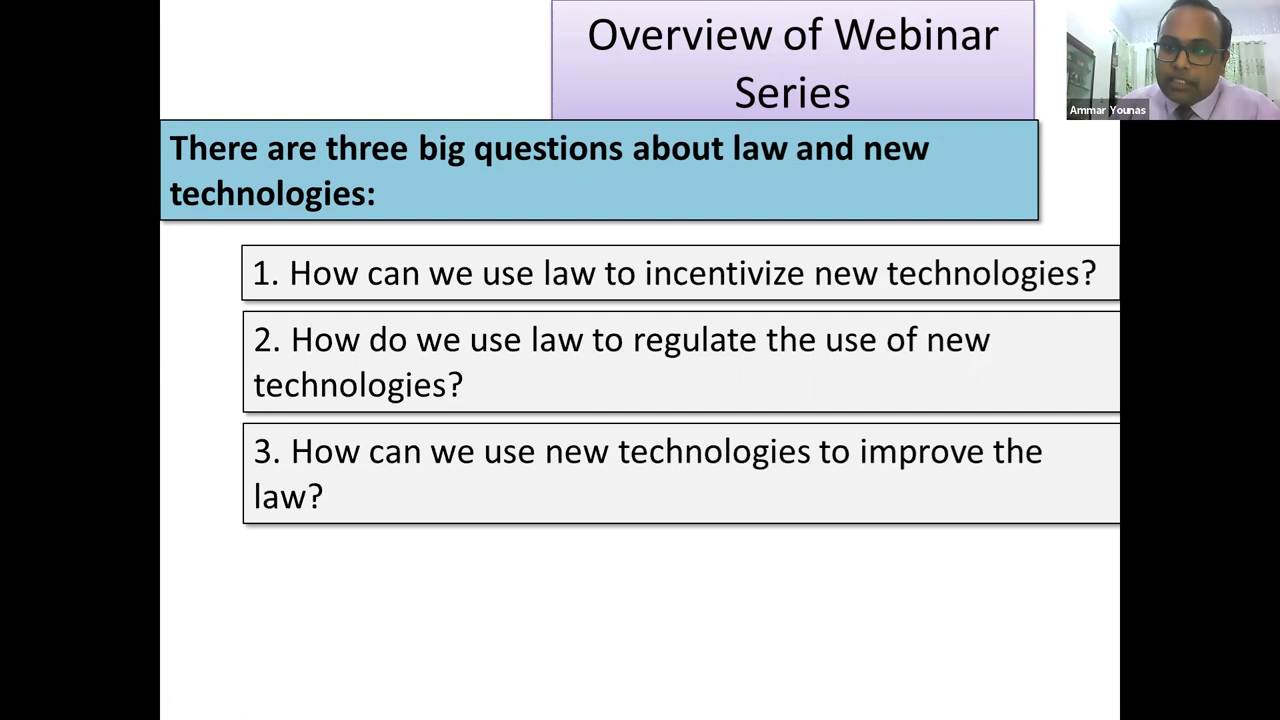 Overview of Webinar
Series
Ammar Younas
There are three big questions about law and new
technologies:
1. How can we use law to incentivize new technologies?
2. How do we use law to regulate the use of new
technologies?
3. How can we use new technologies to improve the
law?